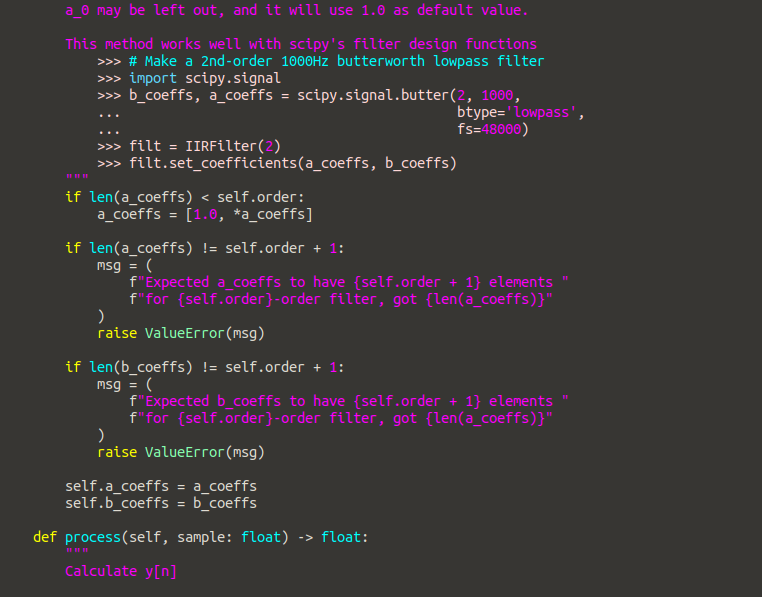 a_0 may be left out, and it will use 1.0 as default value.
This method works well with scipy's filter design functions
>>> # Make a 2nd-order 1000Hz butterworth lowpass filter
>>> import scipy.signal
>>> b_coeffs, a_coeffs = scipy.signal.butter(2, 1000,
... btype='lowpass',
... fs=48000)
>>> filt = IIRFilter(2)
>>> filt.set_coefficients(a_coeffs, b_coeffs)
"""
if len(a_coeffs) < self.order:
a_coeffs = [1.0, *a_coeffs]
if len(a_coeffs) != self.order + 1:
msg = (
f"Expected a_coeffs to have {self.order + 1} elements "
f"for {self.order}-order filter, got {len(a_coeffs)}"
)
raise ValueError(msg)
if len(b_coeffs) != self.order + 1:
msg = (
f"Expected b_coeffs to have {self.order + 1} elements "
f"for {self.order}-order filter, got {len(a_coeffs)}"
)
raise ValueError(msg)
self.a_coeffs = a_coeffs
self.b_coeffs = b_coeffs
def process(self, sample: float) -> float:
"""
Calculate y[n]